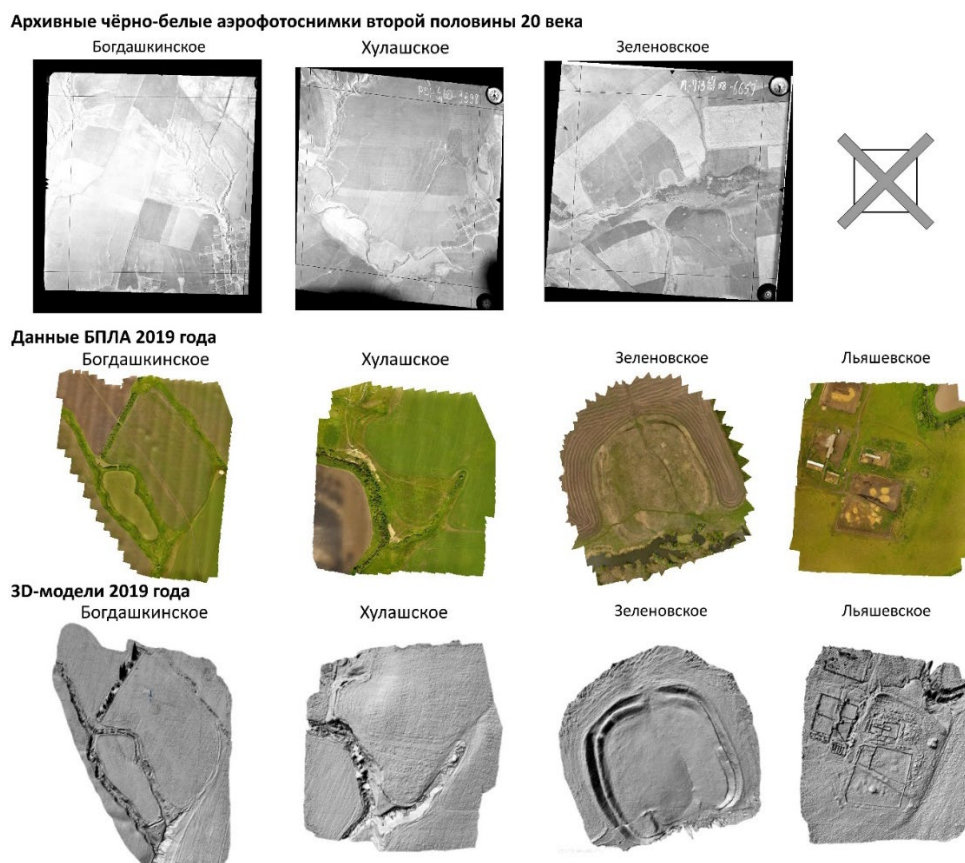 Архивные чёрно-белые аэрофотоснимки второй половины 20 века
Богдашкинское Хулашское Зеленовское
Данные БПЛА 2019 года
Богдашкинское Хулашское Зеленовское Льяшевское
3D-модели 2019 года
Богдашкинское Хулашское Зеленовское Льяшевское